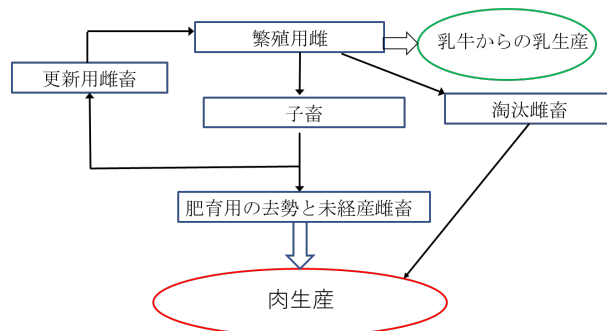 繁殖用雌
乳牛からの乳生産
更新用雌畜
子畜
淘汰雌畜
肥育用の去勢と未経産雌畜
肉生産